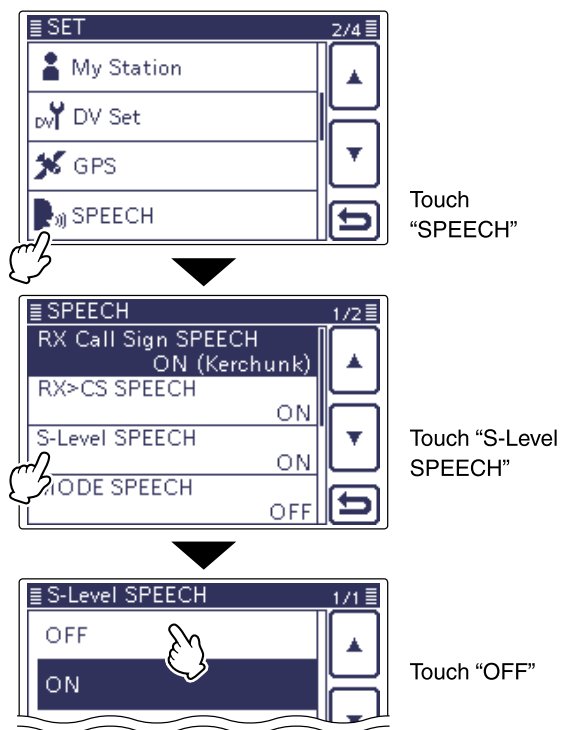 SET 2/4
My Station
DV DV Set
GPS
SPEECH
Touch
“SPEECH”
SPEECH 1/2
RX Call Sign SPEECH
ON (Kerchunk)
RX>CS SPEECH
ON
S-Level SPEECH
ON
MODE SPEECH
OFF
Touch “S-Level
SPEECH”
S-Level SPEECH 1/1
OFF
ON
Touch “OFF”